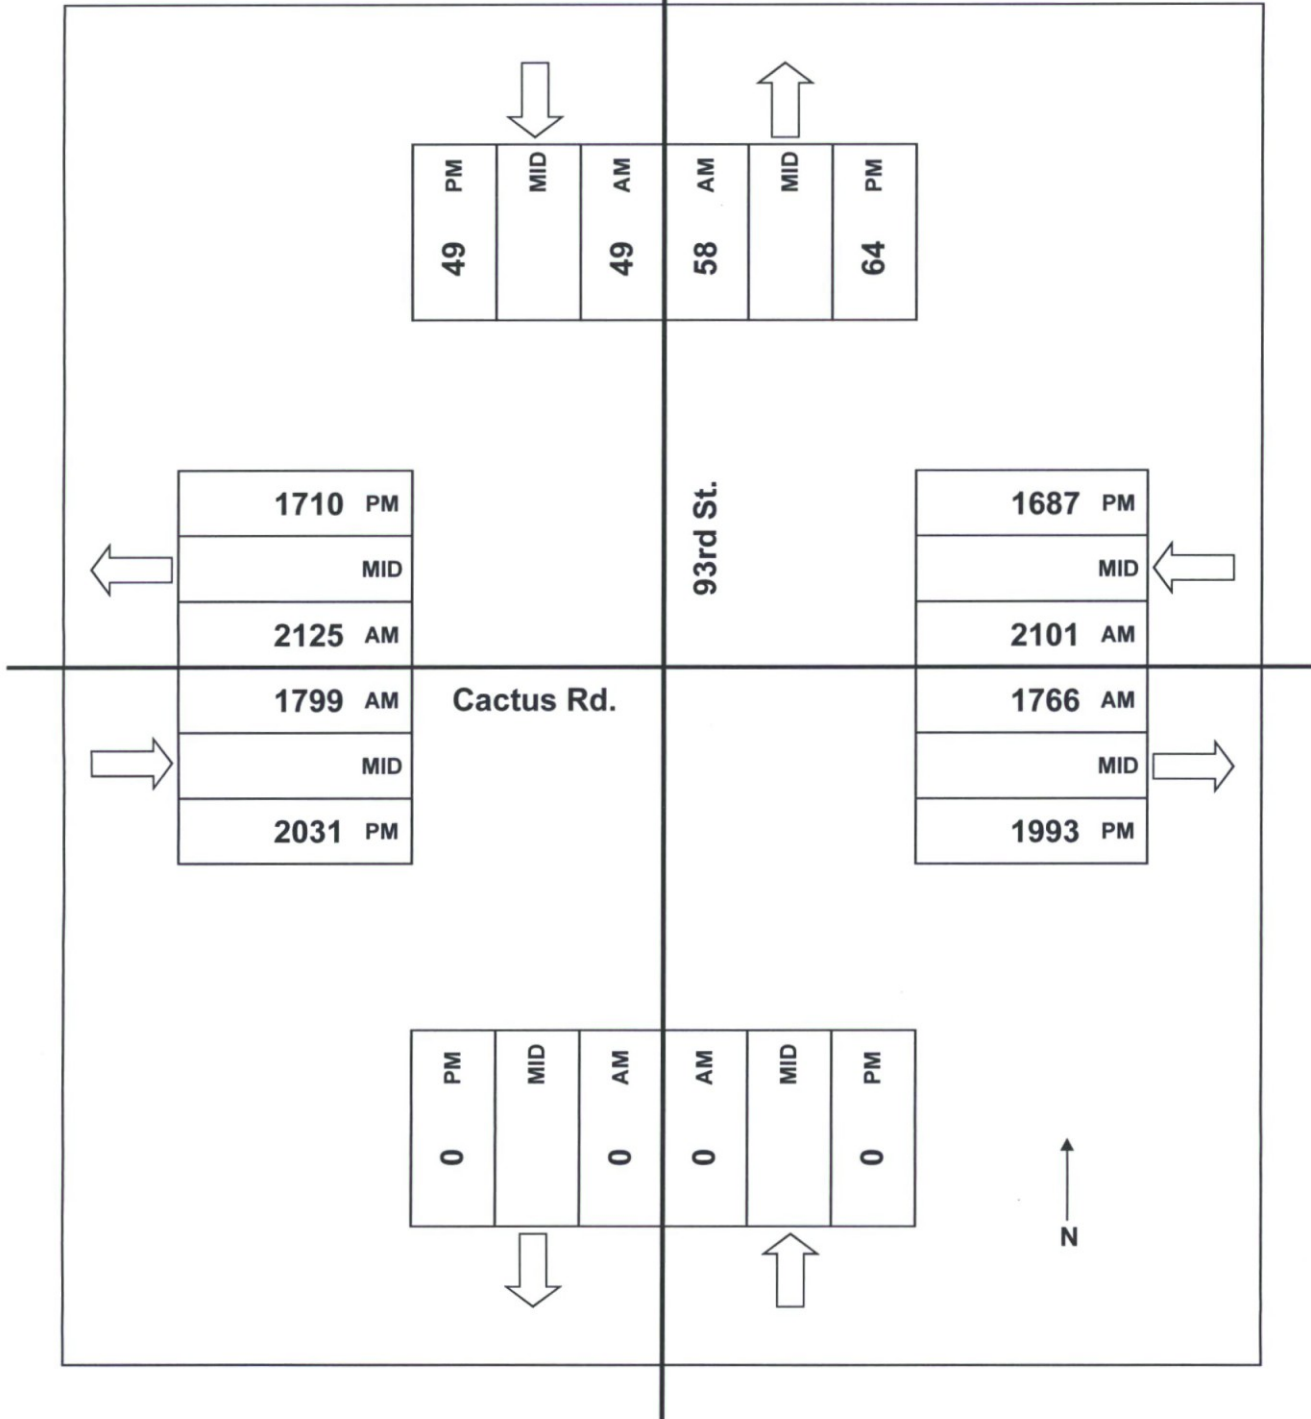 PM MID AM AM MID PM
49 49 58 64
93rd St.
1710 PM
MID
2125 AM
1799 AM
MID
2031 PM
Cactus Rd.
1687 PM
MID
2101 AM
1766 AM
MID
1993 PM
PM MID AM AM MID PM
0 0 0 0
N